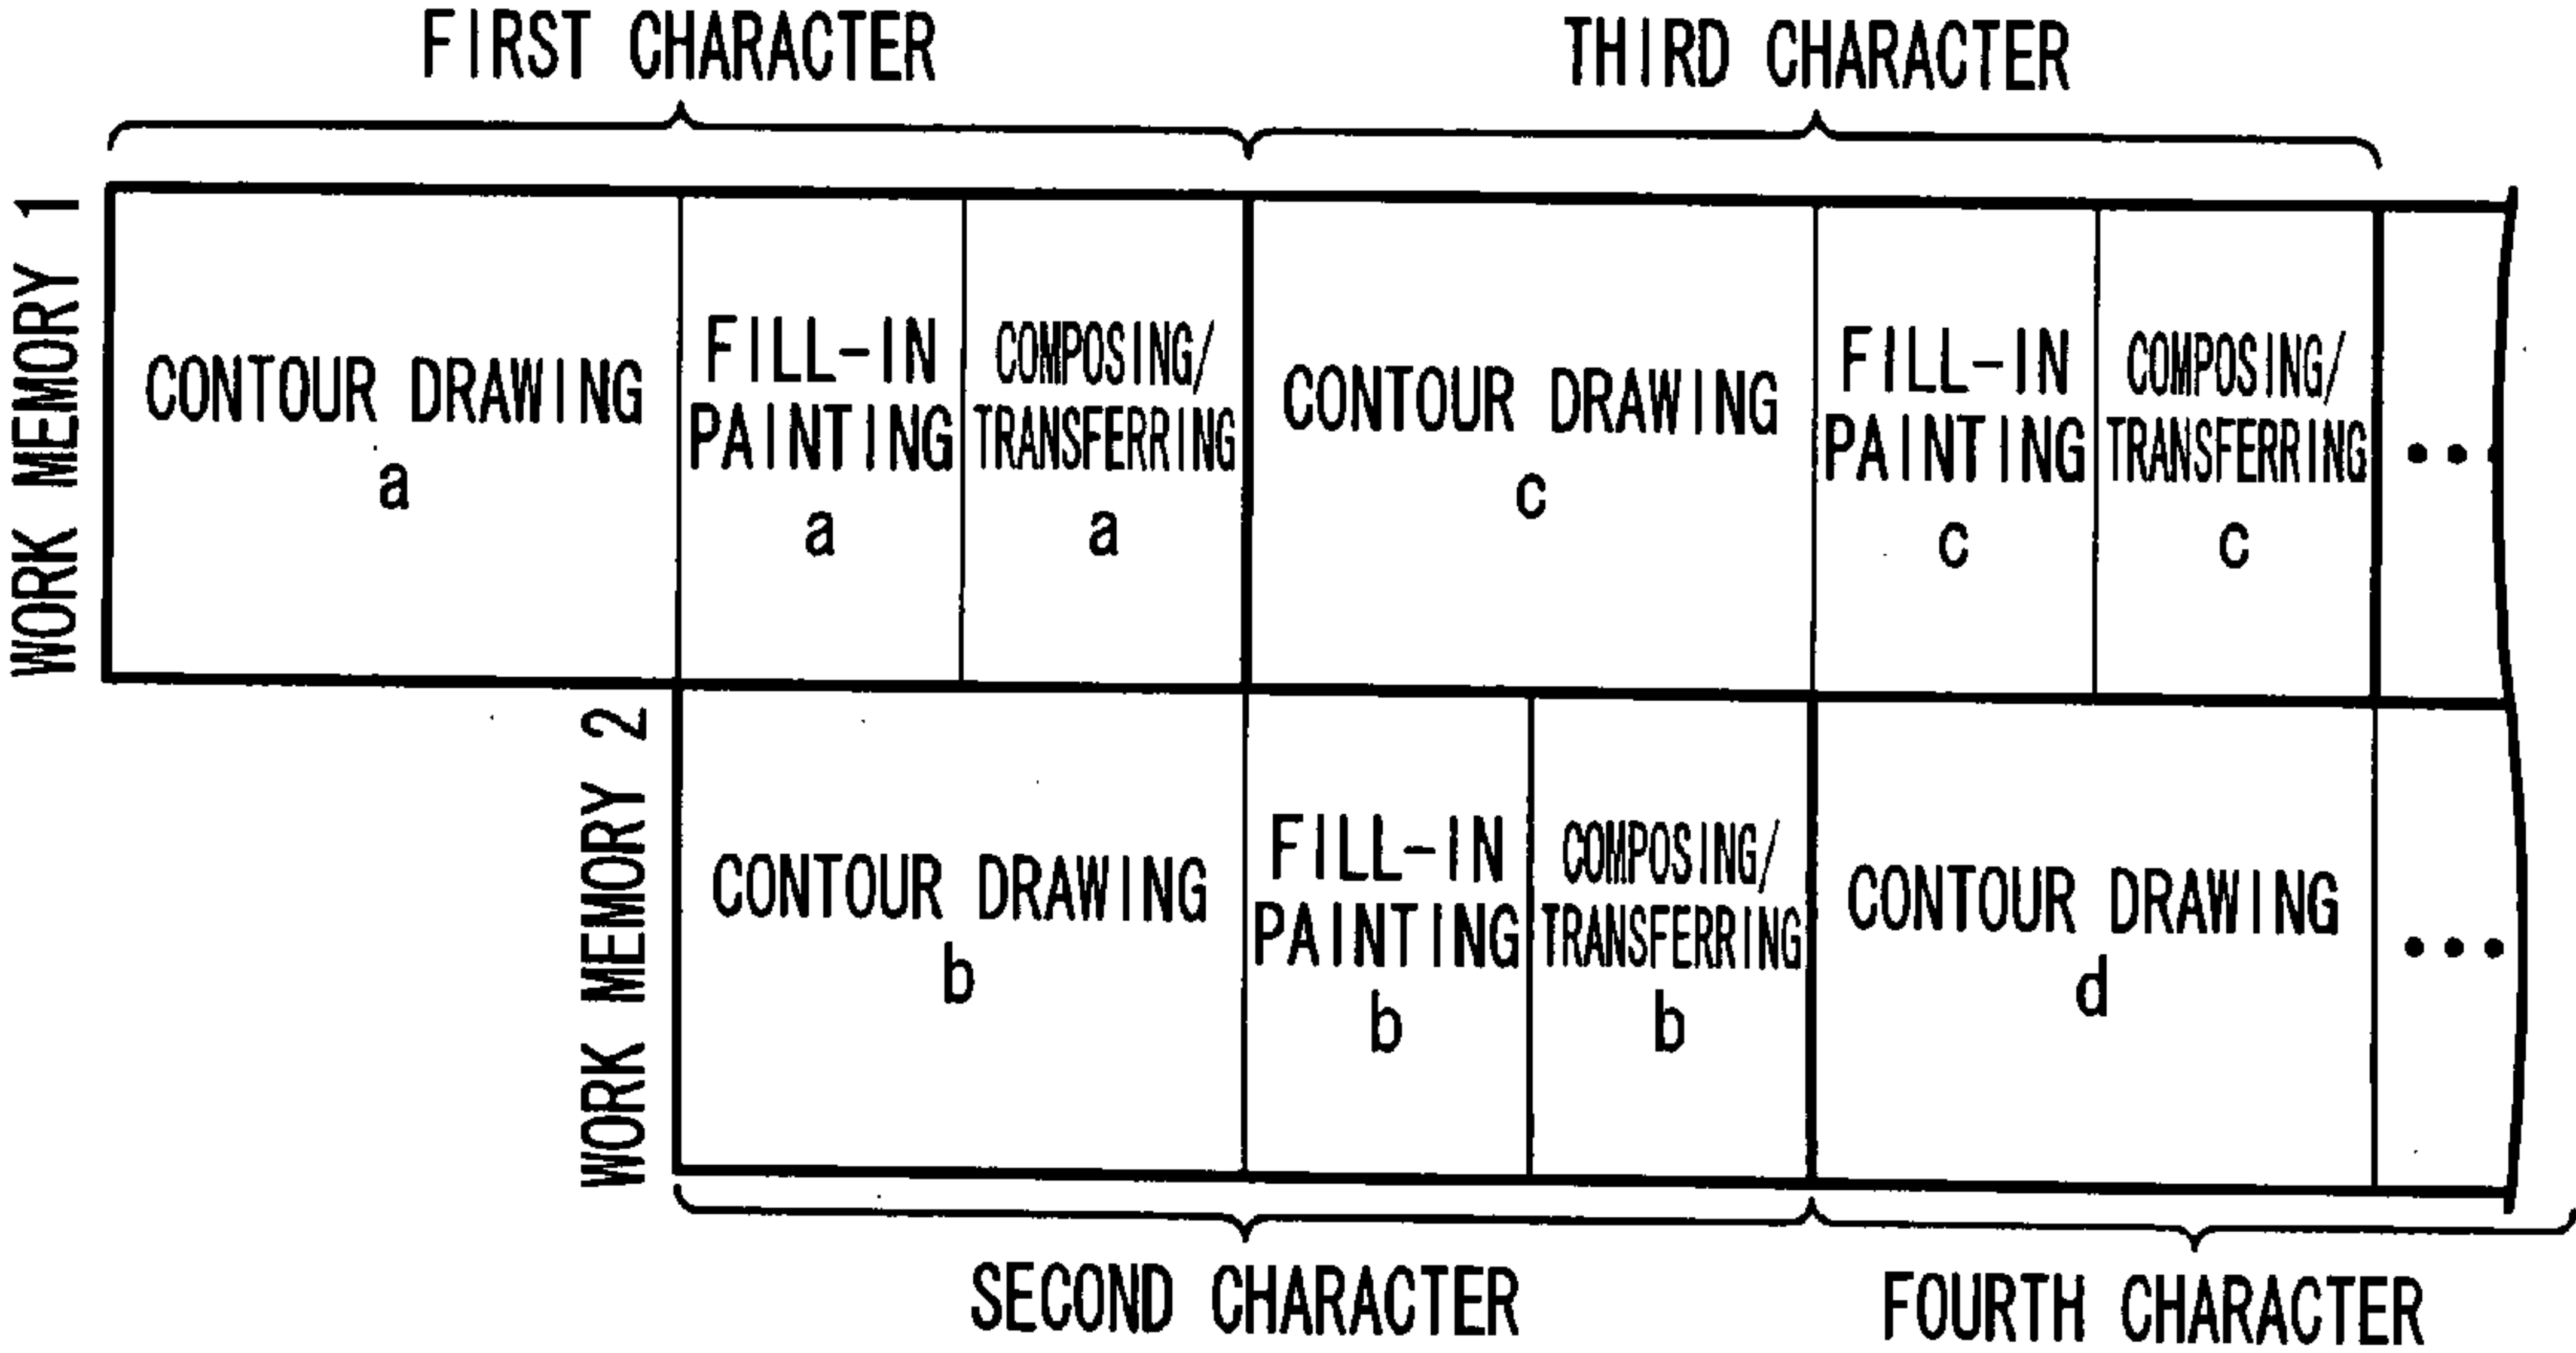 FIRST CHARACTER
THIRD CHARACTER
WORK MEMORY 1
CONTOUR DRAWING
a
FILL-IN
PAINTING
a
COMPOSING/
TRANSFERRING
a
CONTOUR DRAWING
c
FILL-IN
PAINTING
c
COMPOSING/
TRANSFERRING
c
...
WORK MEMORY 2
CONTOUR DRAWING
b
FILL-IN
PAINTING
b
COMPOSING/
TRANSFERRING
b
CONTOUR DRAWING
d
...
SECOND CHARACTER
FOURTH CHARACTER